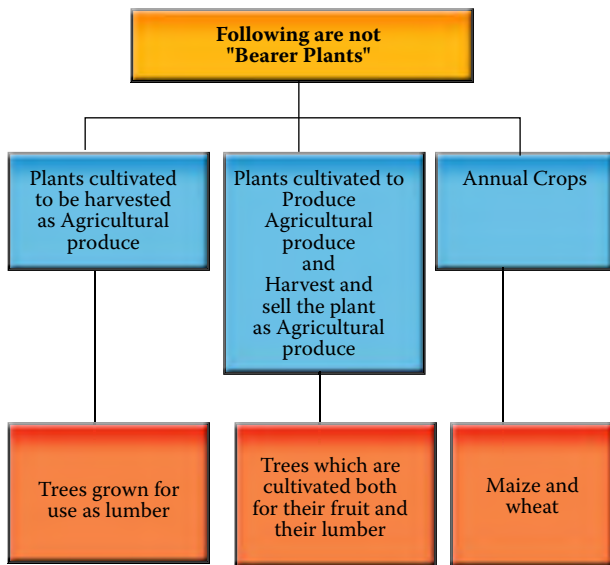 Following are not
"Bearer Plants"
Plants cultivated
to be harvested
as Agricultural
produce
Plants cultivated to
Produce
Agricultural
produce
and
Harvest and
sell the plant
as Agricultural
produce
Annual Crops
Trees grown for
use as lumber
Trees which are
cultivated both
for their fruit and
their lumber
Maize and
wheat